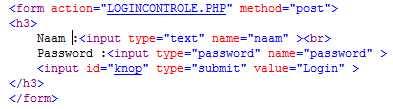 <form action="LOGINCONTROLE.PHP" method="post">
<h3>
Naam :<input type="text" name="naam" ><br>
Password :<input type="password" name="password" >
<input id="knop" type="submit" value="Login" >
</h3>
</form>